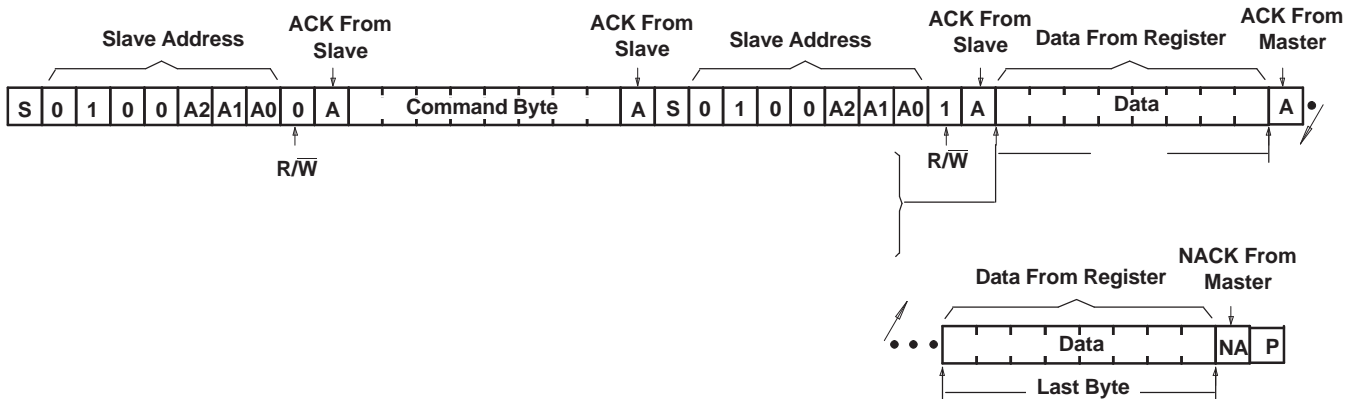 Slave Address
ACK From
Slave
ACK From
Slave
Slave Address
ACK From
Slave
Data From Register
ACK From
Master
S 0 1 0 0 A2 A1 A0 0 A Command Byte A S 0 1 0 0 A2 A1 A0 1 A Data A
R/W̅
R/W̅
Data From Register
NACK From
Master
Data NA P
Last Byte